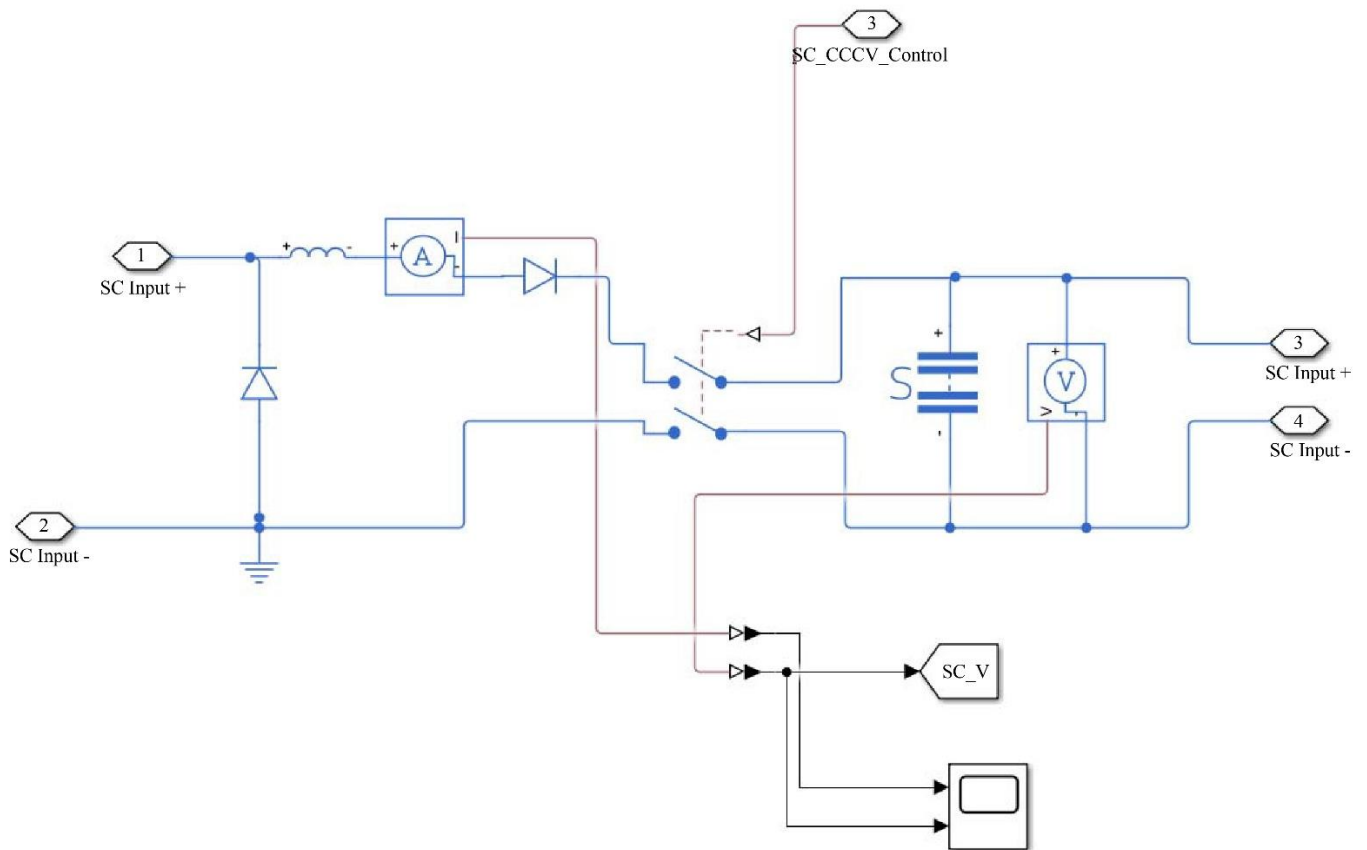 3
SC_CCCV_Control
1
SC Input +
+
-
+
A
I
-
+
S
-
+
V
V
-
3
SC Input +
4
SC Input -
2
SC Input -
SC_V